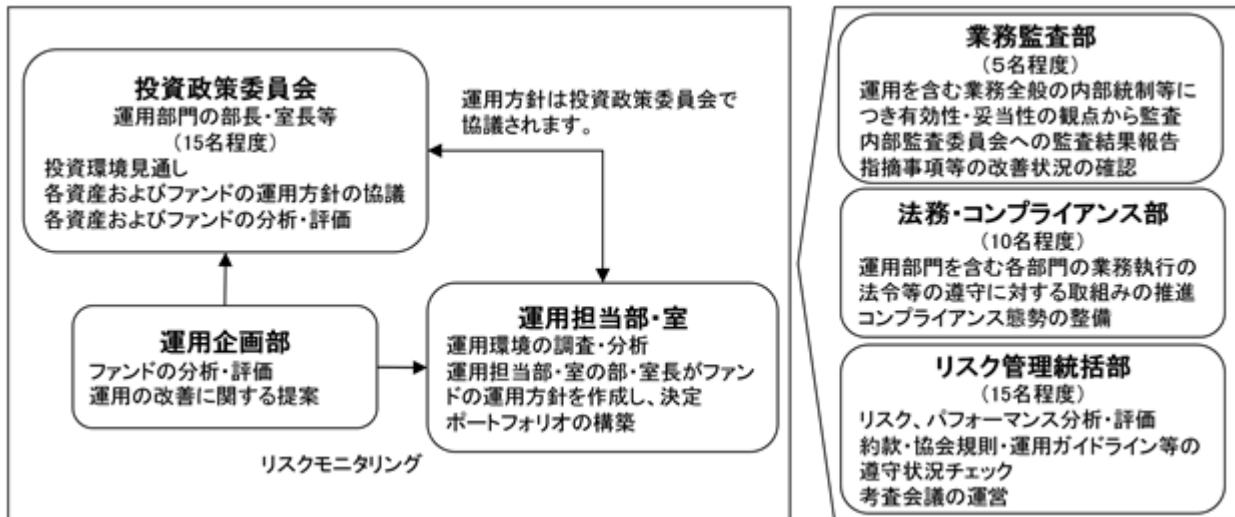 投資政策委員会
運用部門の部長・室長等
(15名程度)
投資環境見通し
各資産およびファンドの運用方針の協議
各資産およびファンドの分析・評価
運用方針は投資政策委員会で
協議されます。
運用企画部
ファンドの分析・評価
運用の改善に関する提案
運用担当部・室
運用環境の調査・分析
運用担当部・室の部・室長がファン
ドの運用方針を作成し、決定
ポートフォリオの構築
リスクモニタリング
業務監査部
(5名程度)
運用を含む業務全般の内部統制等に
つき有効性・妥当性の観点から監査
内部監査委員会への監査結果報告
指摘事項等の改善状況の確認
法務・コンプライアンス部
(10名程度)
運用部門を含む各部門の業務執行の
法令等の遵守に対する取組みの推進
コンプライアンス態勢の整備
リスク管理統括部
(15名程度)
リスク、パフォーマンス分析・評価
約款・協会規則・運用ガイドライン等の
遵守状況チェック
考査会議の運営